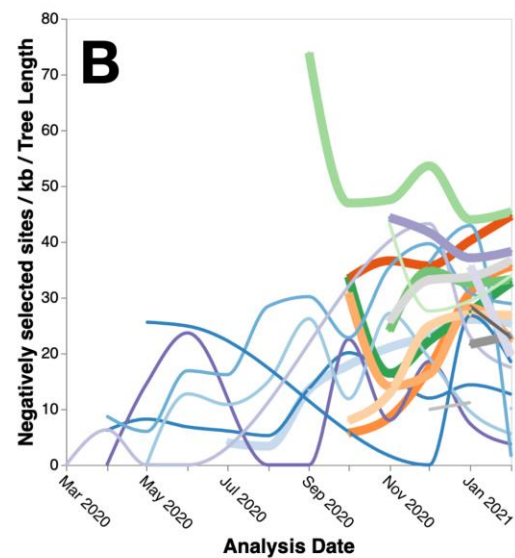 B
Negatively selected sites / kb / Tree Length
80
70
60
50
40
30
20
10
0
Mar 2020
May 2020
Jul 2020
Sep 2020
Nov 2020
Jan 2021
Analysis Date